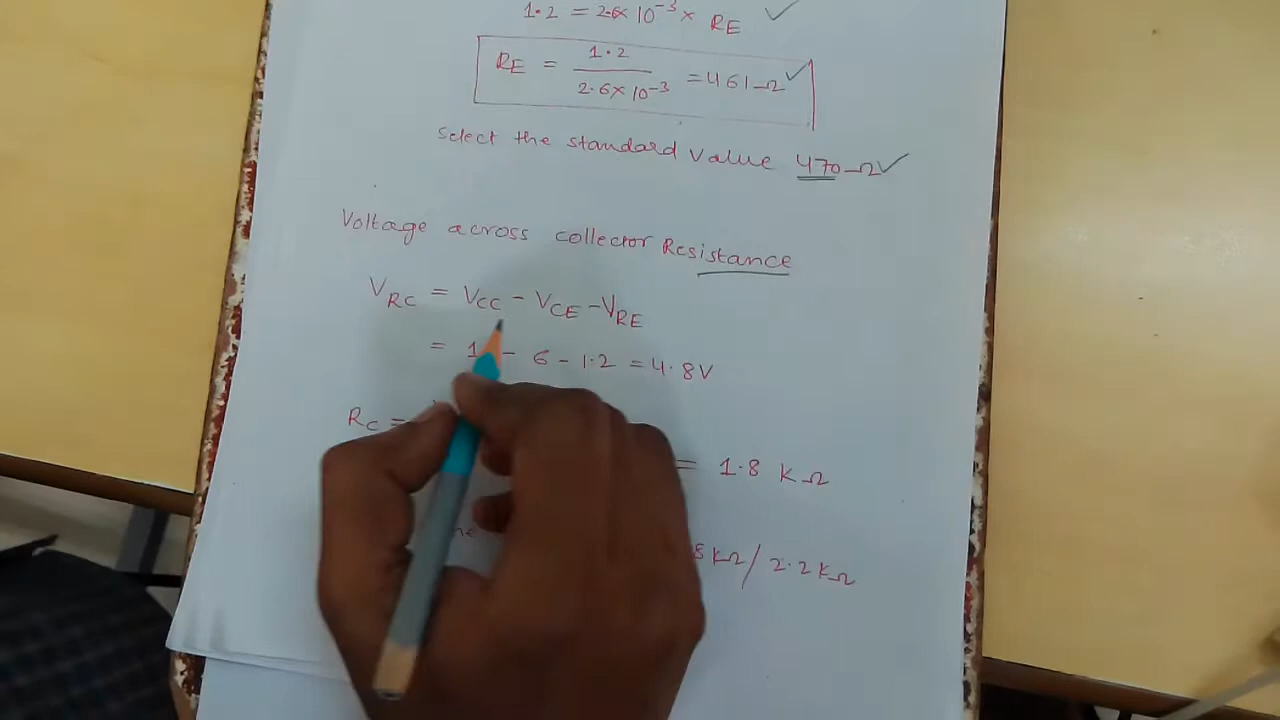 1.2 = 2.6 × 10⁻³ × RE ✓
RE = 1.2 / 2.6 × 10⁻³ = 461 Ω ✓
Select the standard value 470 Ω ✓
Voltage across collector Resistance
VRC = VCC - VCE - VRE
= 1 - 6 - 1.2 = 4.8V
RC = = 1.8 KΩ
8 KΩ / 2.2 KΩ